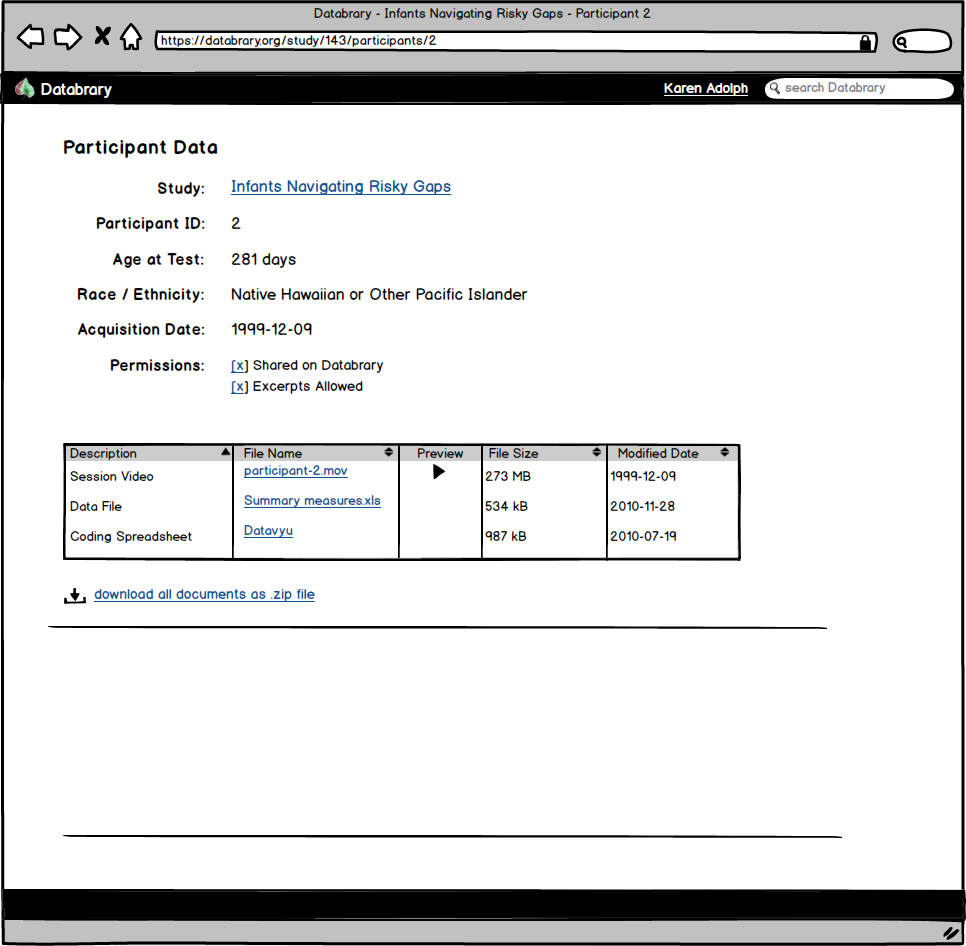 Databrary - Infants Navigating Risky Gaps - Participant 2
https://databrary.org/study/143/participants/2
Databrary Karen Adolph search Databrary
Participant Data
Study: Infants Navigating Risky Gaps
Participant ID: 2
Age at Test: 281 days
Race / Ethnicity: Native Hawaiian or Other Pacific Islander
Acquisition Date: 1999-12-09
Permissions: [x] Shared on Databrary
[x] Excerpts Allowed
Description File Name Preview File Size Modified Date
Session Video participant-2.mov 273 MB 1999-12-09
Data File Summary measures.xls 534 kB 2010-11-28
Coding Spreadsheet Datavyu 987 kB 2010-07-19
download all documents as .zip file